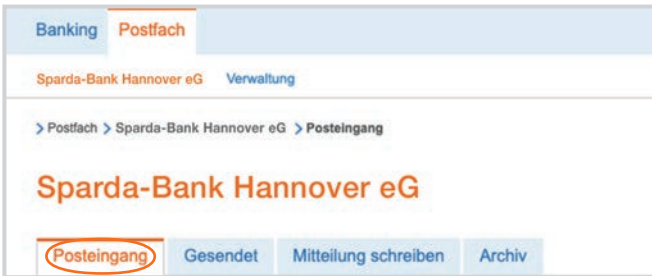 Banking Postfach
Sparda-Bank Hannover eG Verwaltung
> Postfach > Sparda-Bank Hannover eG > Posteingang
Sparda-Bank Hannover eG
Posteingang Gesendet Mitteilung schreiben Archiv